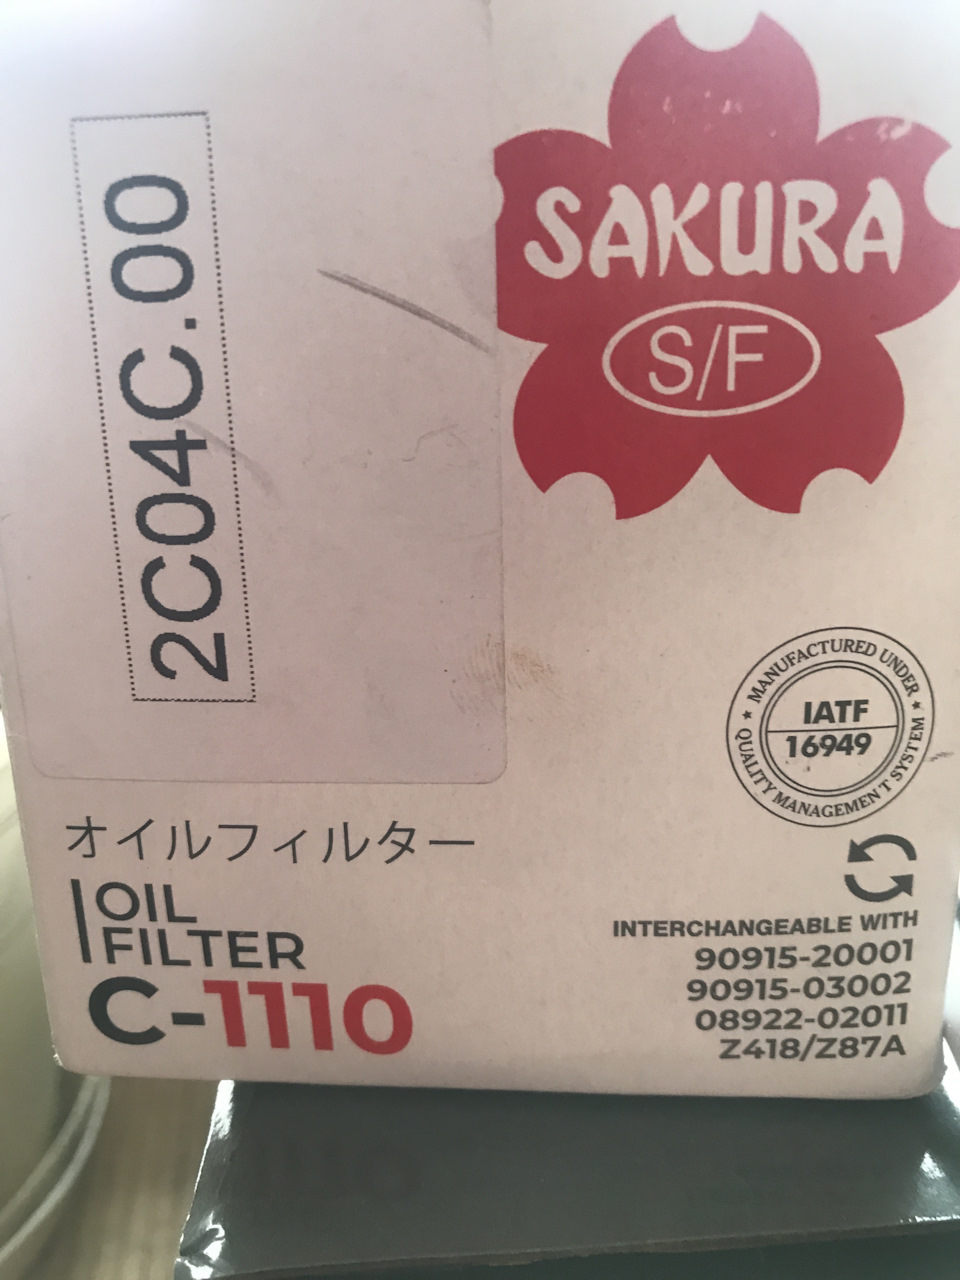 2C04C.00
SAKURA
S/F
MANUFACTURED UNDER
IATF
16949
QUALITY MANAGEMENT SYSTEM
オイルフィルター
OIL
FILTER
C-1110
INTERCHANGEABLE WITH
90915-20001
90915-03002
08922-02011
Z418/Z87A